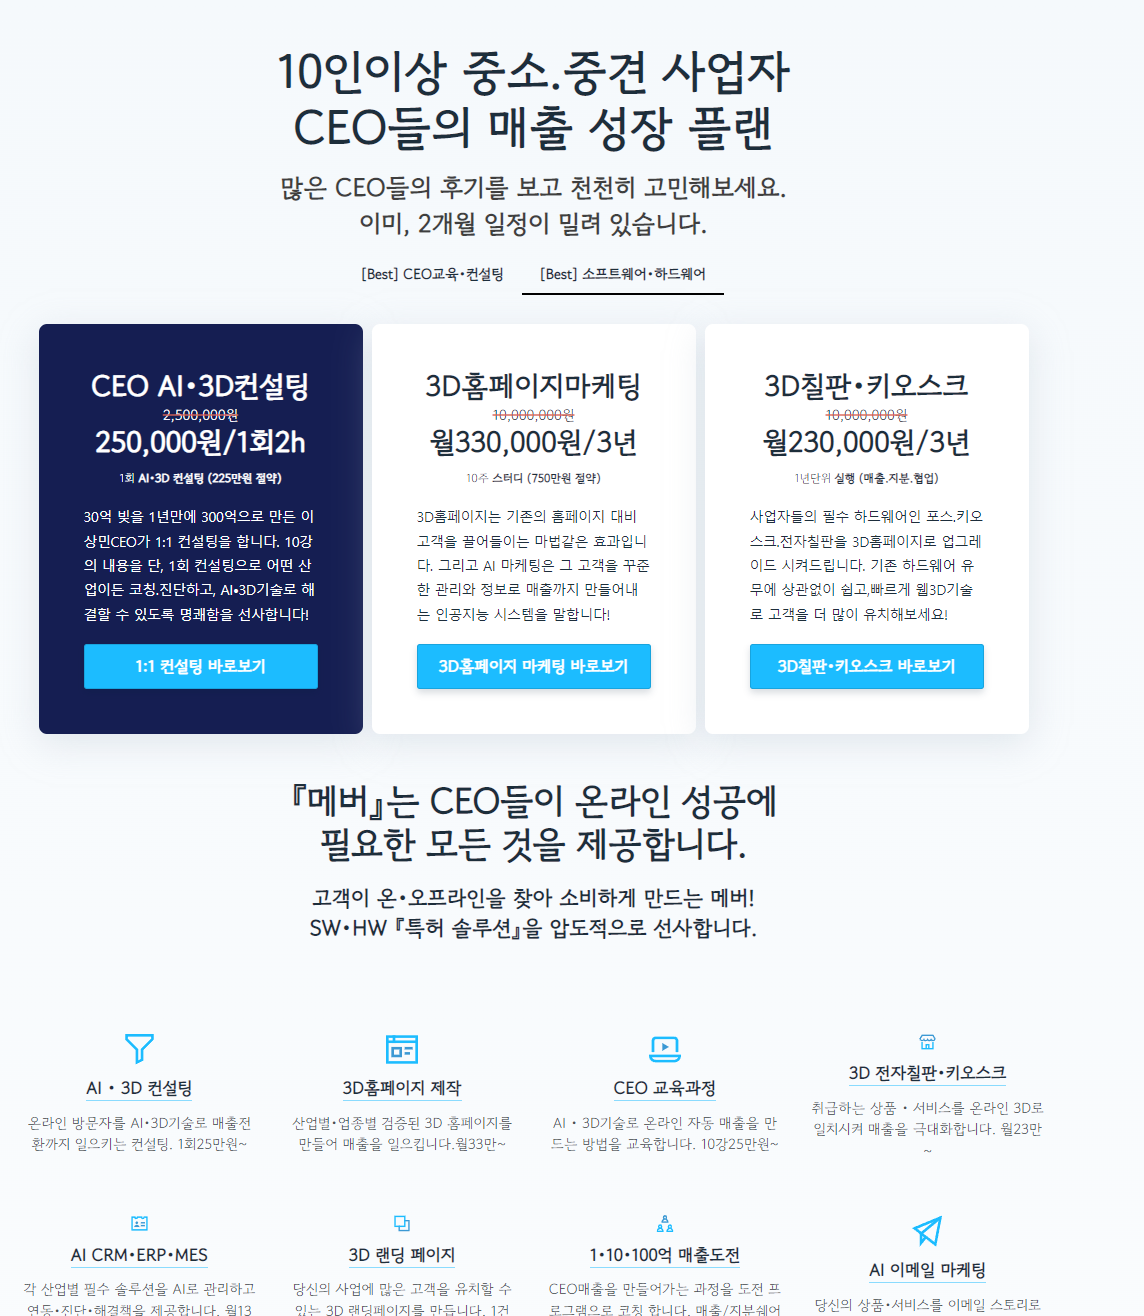 10인이상 중소.중견 사업자
CEO들의 매출 성장 플랜
많은 CEO들의 후기를 보고 천천히 고민해보세요.
이미, 2개월 일정이 밀려 있습니다.
[Best] CEO교육•컨설팅
[Best] 소프트웨어•하드웨어
CEO AI•3D컨설팅
2,500,000원
250,000원/1회2h
1회 AI•3D 컨설팅 (225만원 절약)
30억 빚을 1년만에 300억으로 만든 이
상민CEO가 1:1 컨설팅을 합니다. 10강
의 내용을 단, 1회 컨설팅으로 어떤 산
업이든 코칭.진단하고, AI•3D기술로 해
결할 수 있도록 명쾌함을 선사합니다!
1:1 컨설팅 바로보기
3D홈페이지마케팅
10,000,000원
월330,000원/3년
10주 스터디 (750만원 절약)
3D홈페이지는 기존의 홈페이지 대비
고객을 끌어들이는 마법같은 효과입니
다. 그리고 AI 마케팅은 그 고객을 꾸준
한 관리와 정보로 매출까지 만들어내
는 인공지능 시스템을 말합니다!
3D홈페이지 마케팅 바로보기
3D칠판•키오스크
10,000,000원
월230,000원/3년
1년단위 실행 (매출.지분.협업)
사업자들의 필수 하드웨어인 포스.키오
스크.전자칠판을 3D홈페이지로 업그레
이드 시켜드립니다. 기존 하드웨어 유
무에 상관없이 쉽고,빠르게 웹3D기술
로 고객을 더 많이 유치해보세요!
3D칠판•키오스크 바로보기
『메버』는 CEO들이 온라인 성공에
필요한 모든 것을 제공합니다.
고객이 온•오프라인을 찾아 소비하게 만드는 메버!
SW•HW 『특허 솔루션』을 압도적으로 선사합니다.
AI • 3D 컨설팅
온라인 방문자를 AI•3D기술로 매출전
환까지 일으키는 컨설팅. 1회25만원~
3D홈페이지 제작
산업별•업종별 검증된 3D 홈페이지를
만들어 매출을 일으킵니다.월33만~
CEO 교육과정
AI • 3D기술로 온라인 자동 매출을 만
드는 방법을 교육합니다. 10강25만원~
3D 전자칠판•키오스크
취급하는 상품 • 서비스를 온라인 3D로
일치시켜 매출을 극대화합니다. 월23만
~
AI CRM•ERP•MES
각 산업별 필수 솔루션을 AI로 관리하고
연동•진단•해결책을 제공합니다. 월13
3D 랜딩 페이지
당신의 사업에 많은 고객을 유치할 수
있는 3D 랜딩페이지를 만듭니다. 1건
1•10•100억 매출도전
CEO매출을 만들어가는 과정을 도전 프
로그램으로 코칭 합니다. 매출/지분쉐어
AI 이메일 마케팅
당신의 상품•서비스를 이메일 스토리로